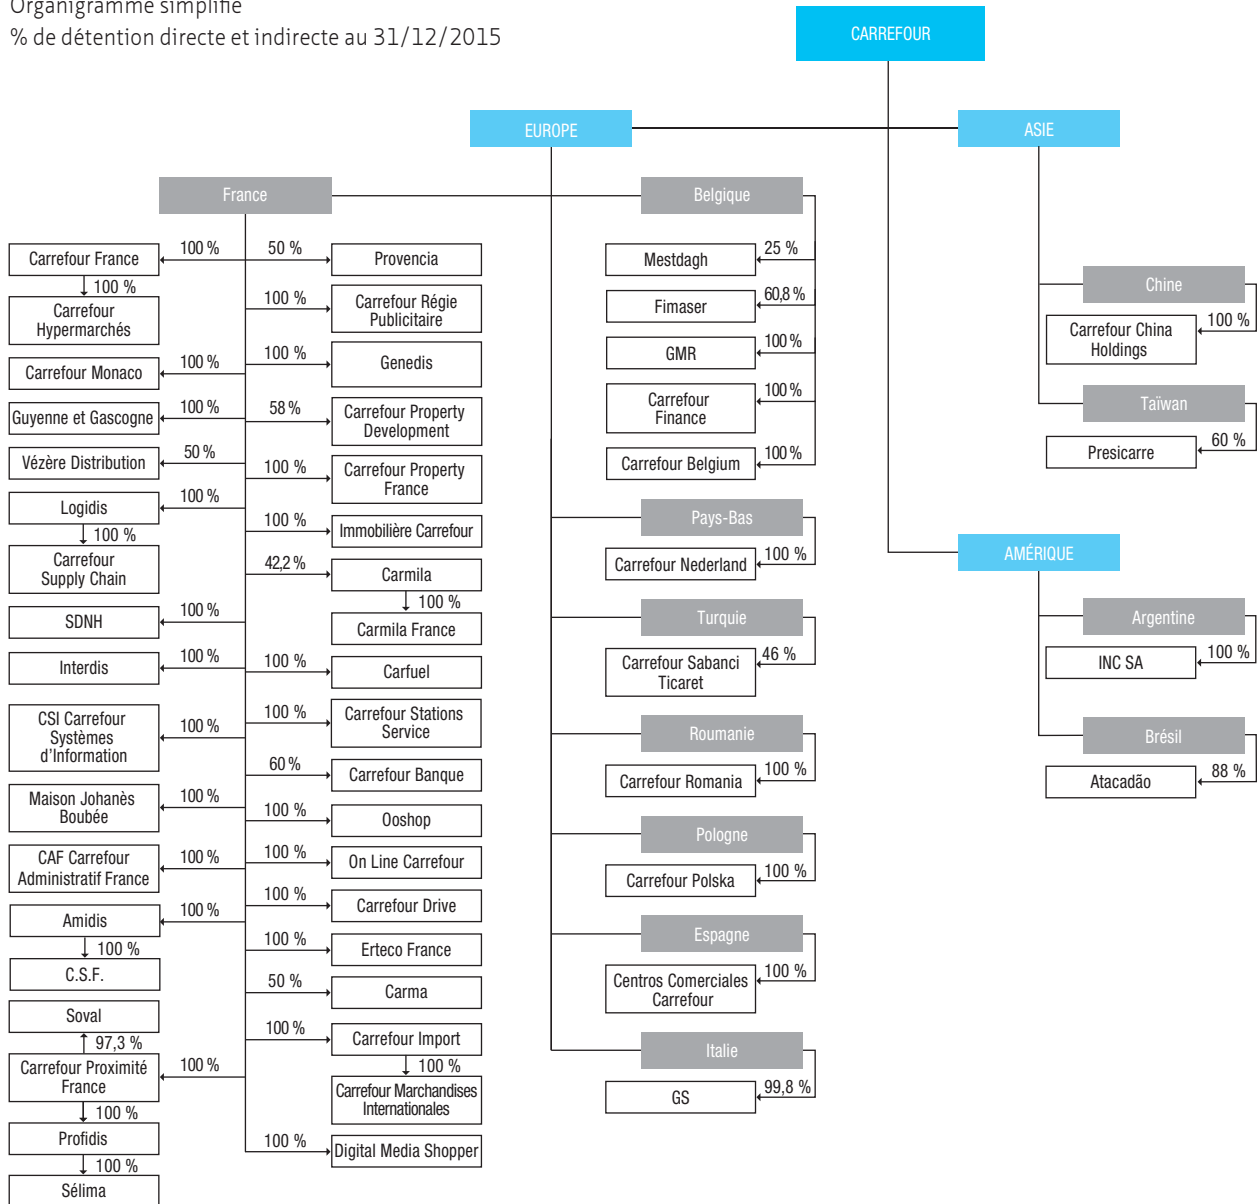 Organigramme simplifié
% de détention directe et indirecte au 31/12/2015
CARREFOUR
EUROPE
ASIE
France
Belgique
Carrefour France
100 %
50 %
Provencia
100 %
Carrefour
Hypermarchés
100 %
Carrefour Régie
Publicitaire
Carrefour Monaco
100 %
100 %
Genedis
Guyenne et Gascogne
100 %
58 %
Carrefour Property
Development
Vézère Distribution
50 %
100 %
Carrefour Property
France
Logidis
100 %
100 %
Carrefour
Supply Chain
100 %
Immobilière Carrefour
42,2 %
Carmila
100 %
Carmila France
SDNH
100 %
Interdis
100 %
100 %
Carfuel
CSI Carrefour
Systèmes
d'Information
100 %
100 %
Carrefour Stations
Service
60 %
Carrefour Banque
Maison Johanès
Boubée
100 %
100 %
Ooshop
CAF Carrefour
Administratif France
100 %
100 %
On Line Carrefour
100 %
Carrefour Drive
Amidis
100 %
100 %
C.S.F.
100 %
Erteco France
50 %
Carma
Soval
97,3 %
Carrefour Proximité
France
100 %
100 %
Carrefour Import
100 %
Carrefour Marchandises
Internationales
100 %
Profidis
100 %
Sélima
100 %
Digital Media Shopper
Mestdagh
25 %
Fimaser
60,8 %
GMR
100 %
Carrefour
Finance
100 %
Carrefour Belgium
100 %
Pays-Bas
Carrefour Nederland
100 %
Turquie
Carrefour Sabanci
Ticaret
46 %
Roumanie
Carrefour Romania
100 %
Pologne
Carrefour Polska
100 %
Espagne
Centros Comerciales
Carrefour
100 %
Italie
GS
99,8 %
Chine
Carrefour China
Holdings
100 %
Taïwan
Presicarre
60 %
AMÉRIQUE
Argentine
INC SA
100 %
Brésil
Atacadão
88 %